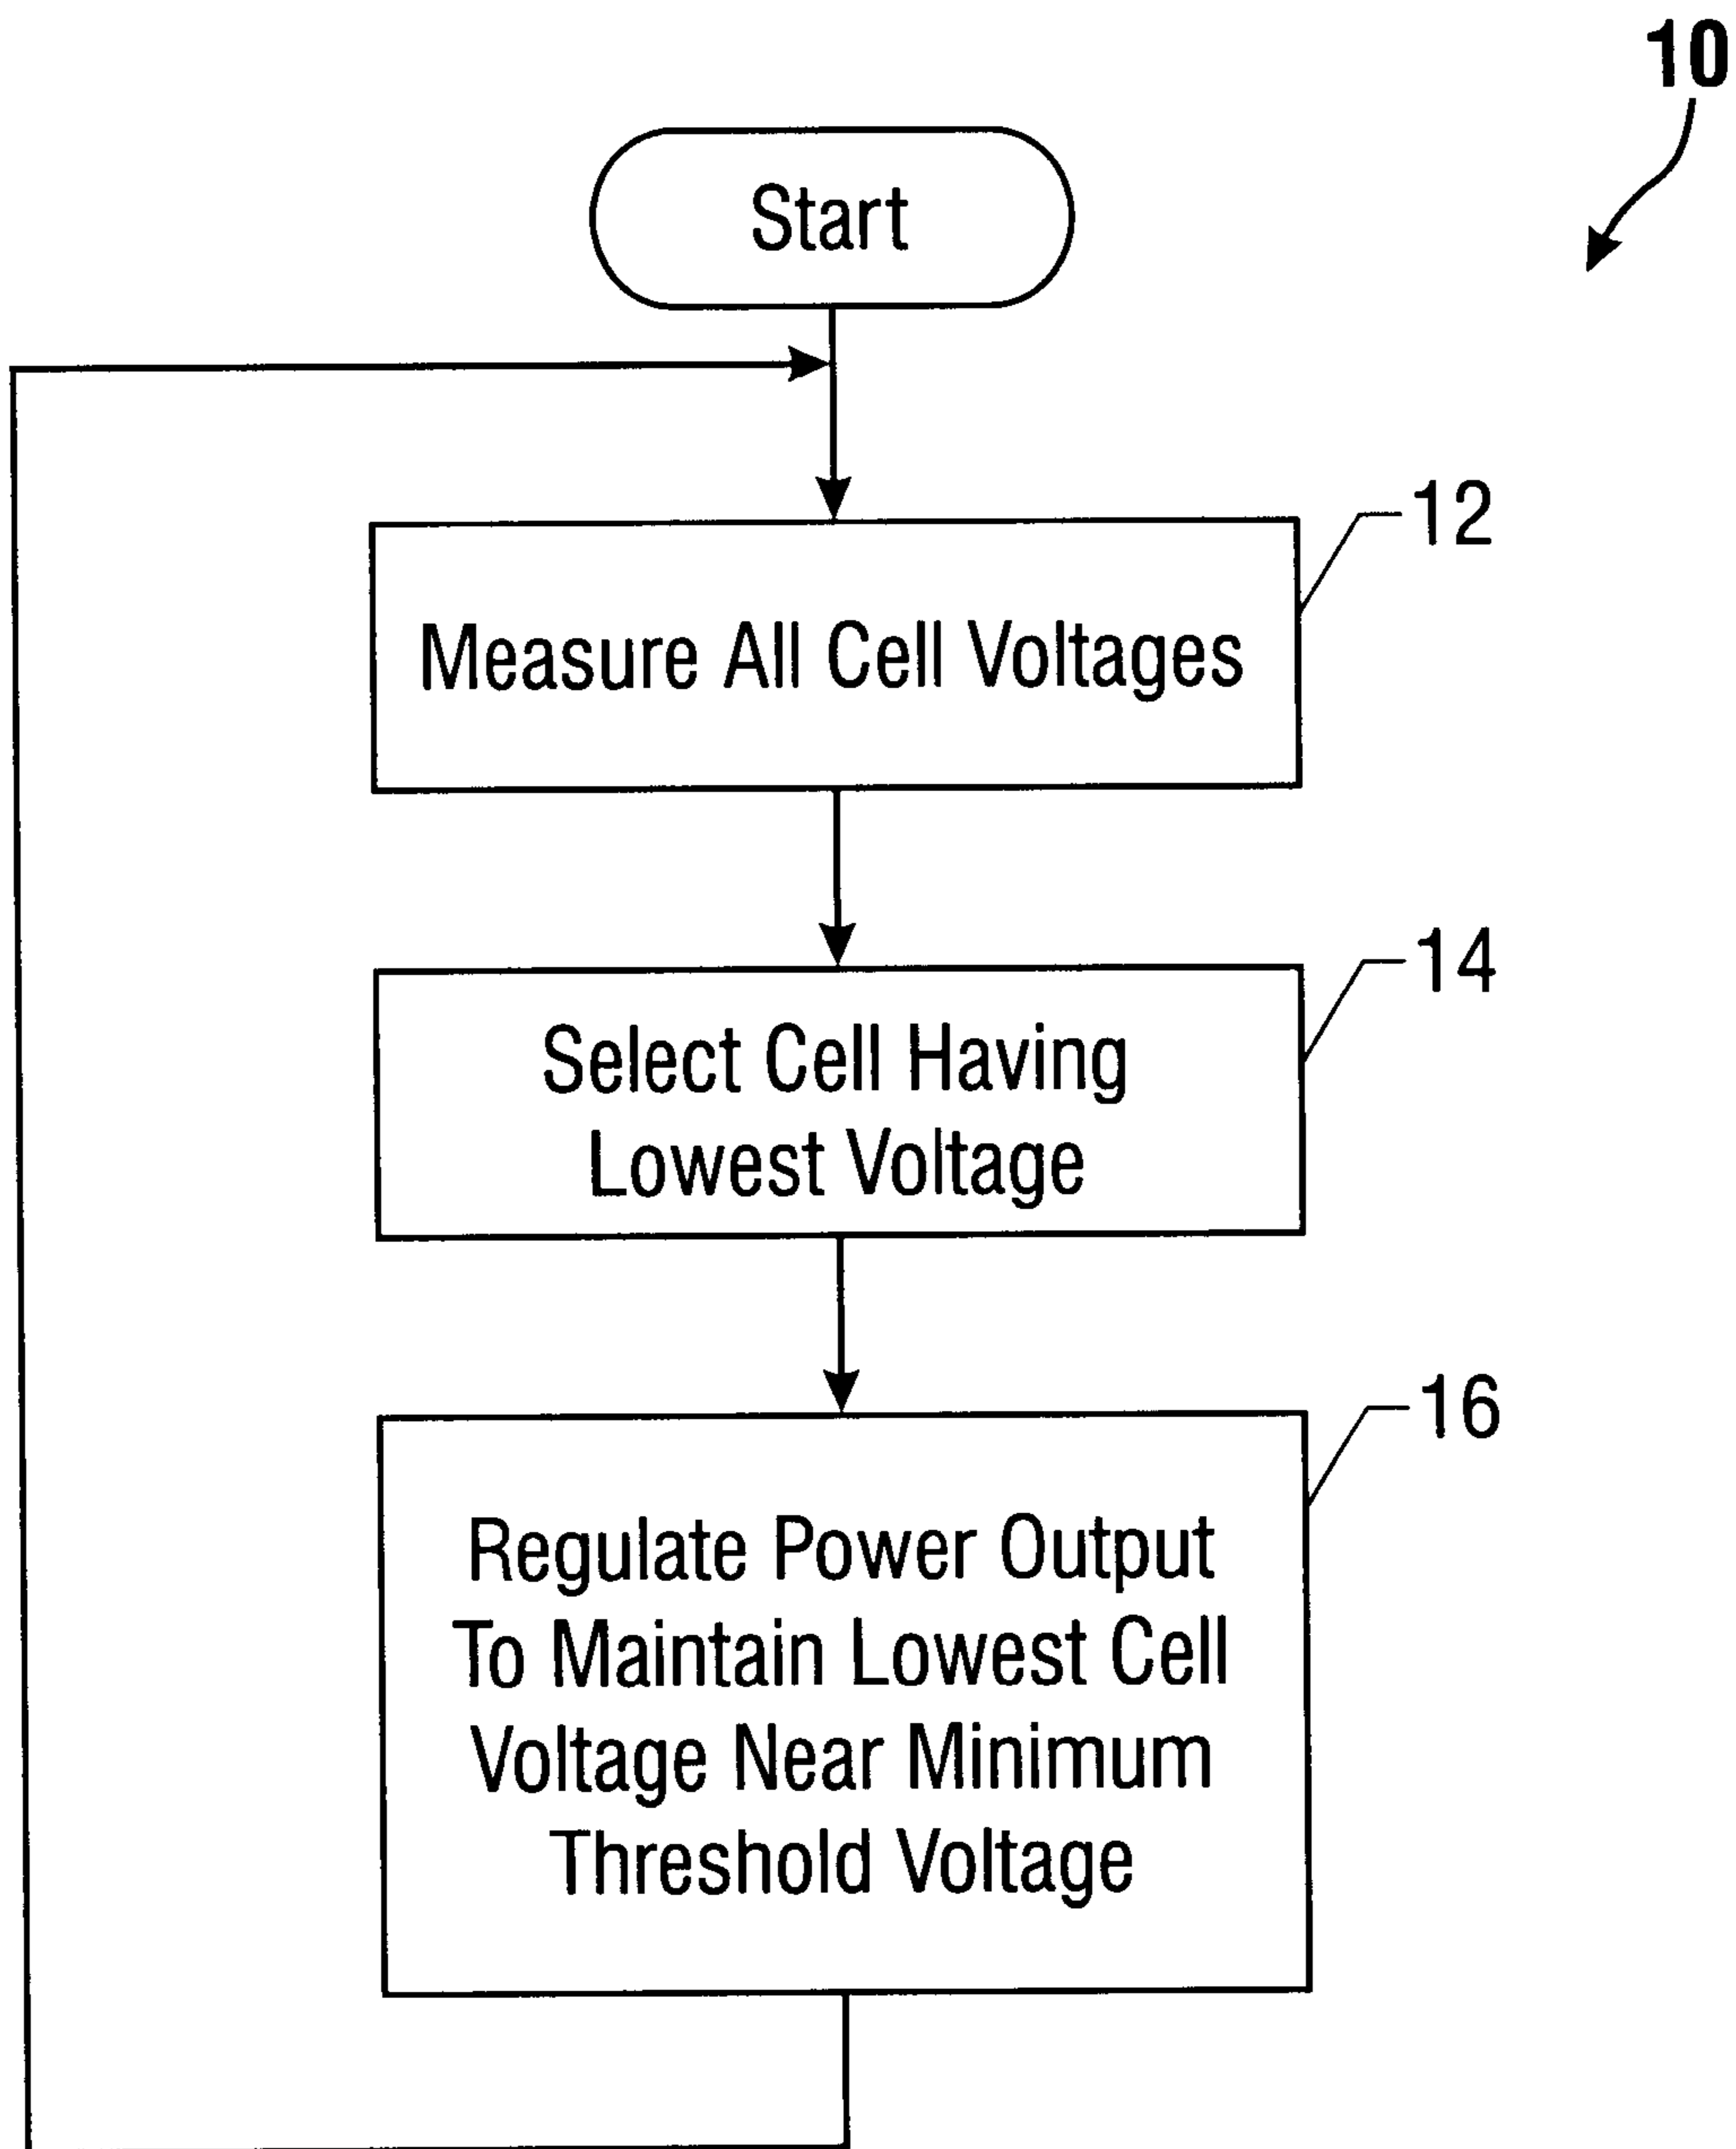 10
Start
12
Measure All Cell Voltages
14
Select Cell Having
Lowest Voltage
16
Regulate Power Output
To Maintain Lowest Cell
Voltage Near Minimum
Threshold Voltage